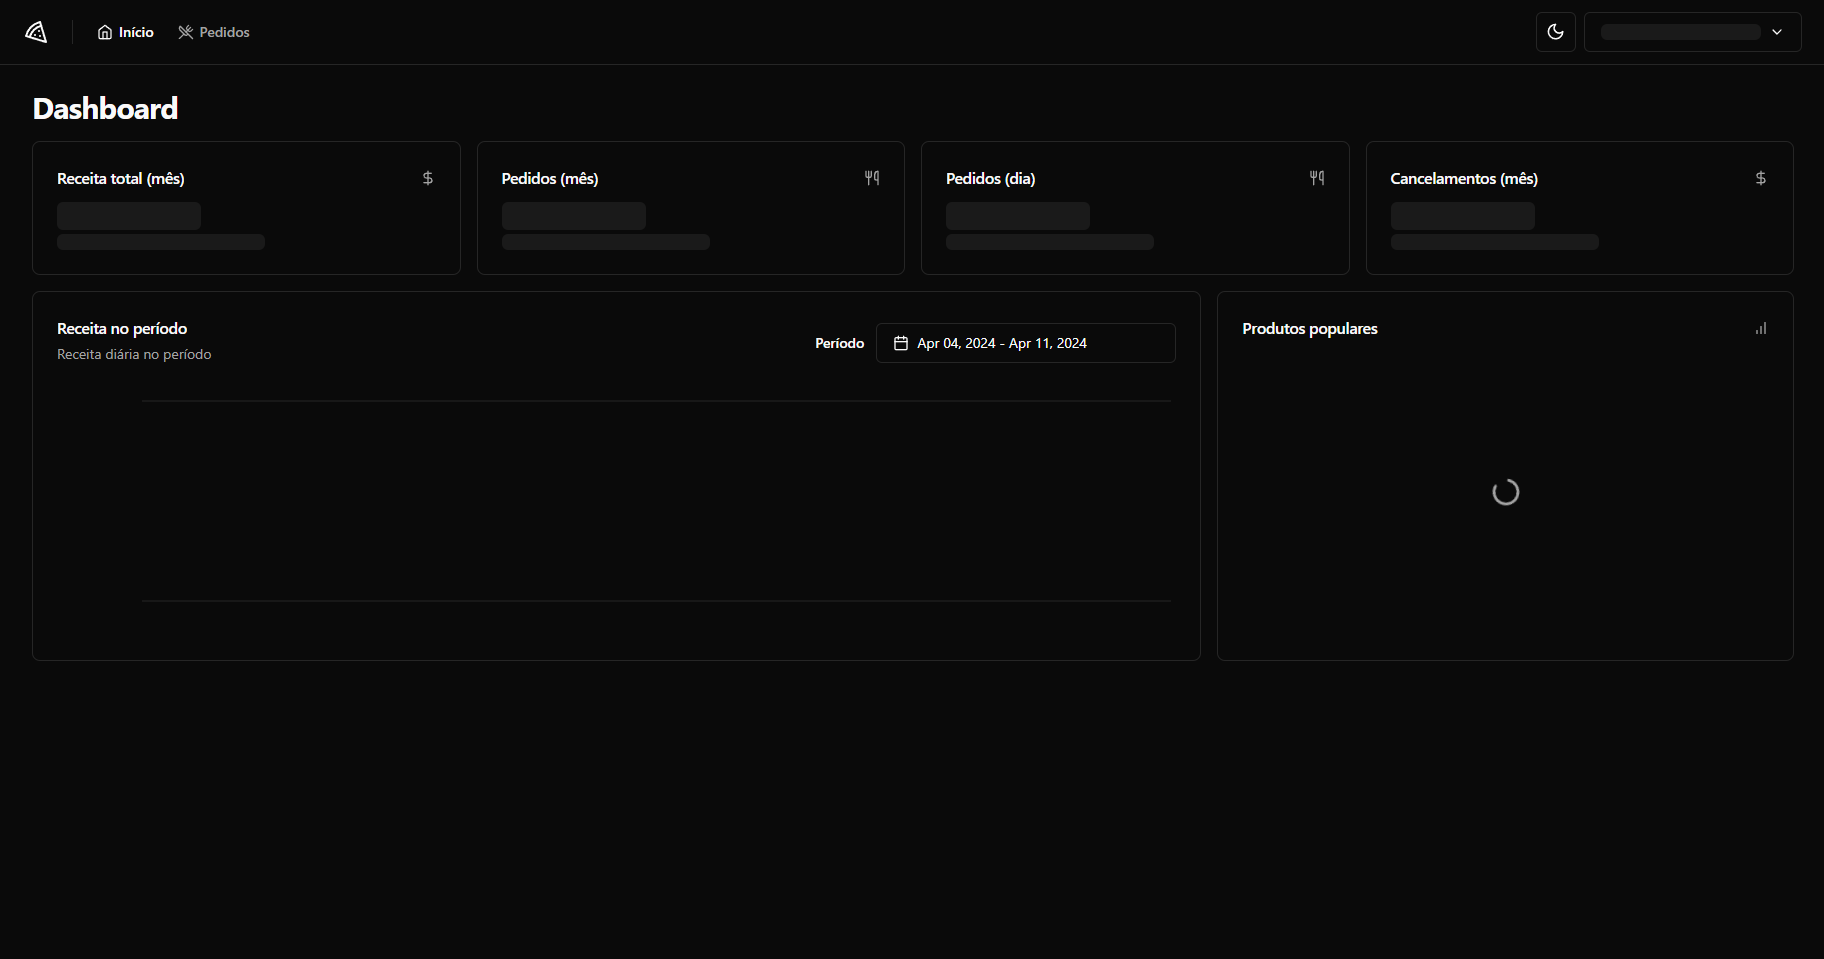 Início
Pedidos
Dashboard
Receita total (mês)
Pedidos (mês)
Pedidos (dia)
Cancelamentos (mês)
Receita no período
Receita diária no período
Período
Apr 04, 2024 - Apr 11, 2024
Produtos populares